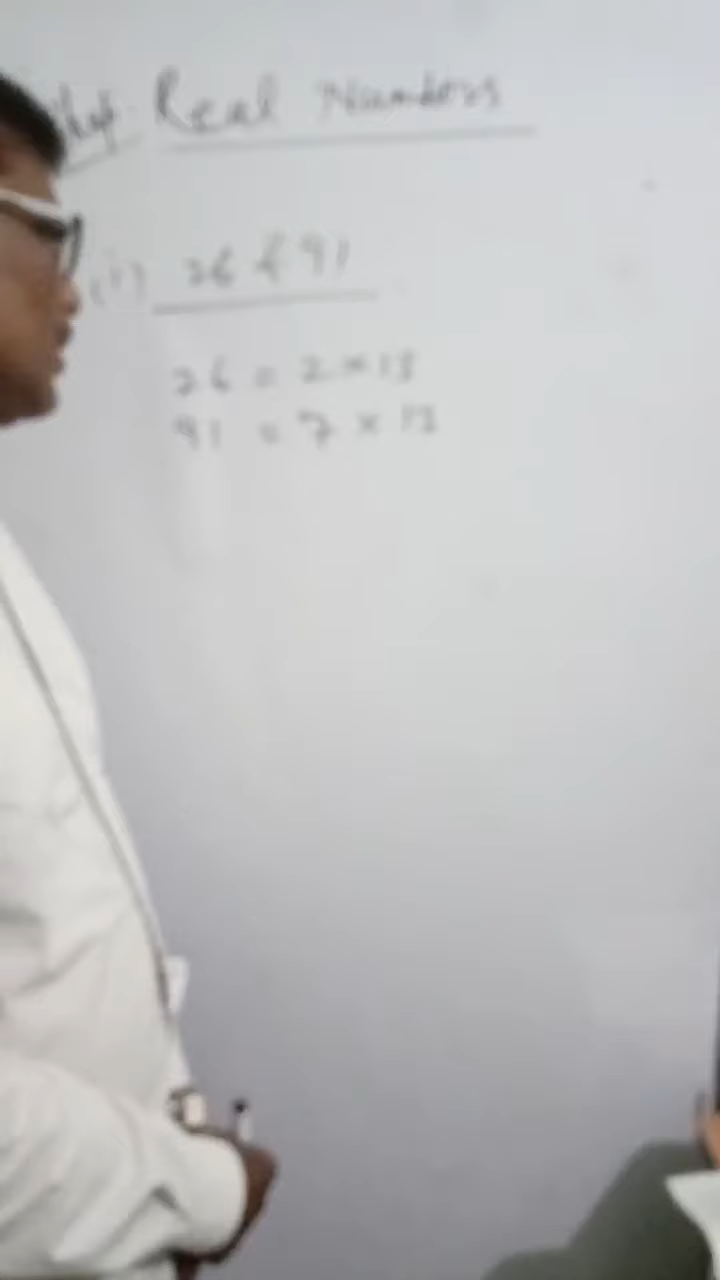 Real Numbers
(i) 26 & 91
26 = 2 × 13
91 = 7 × 13